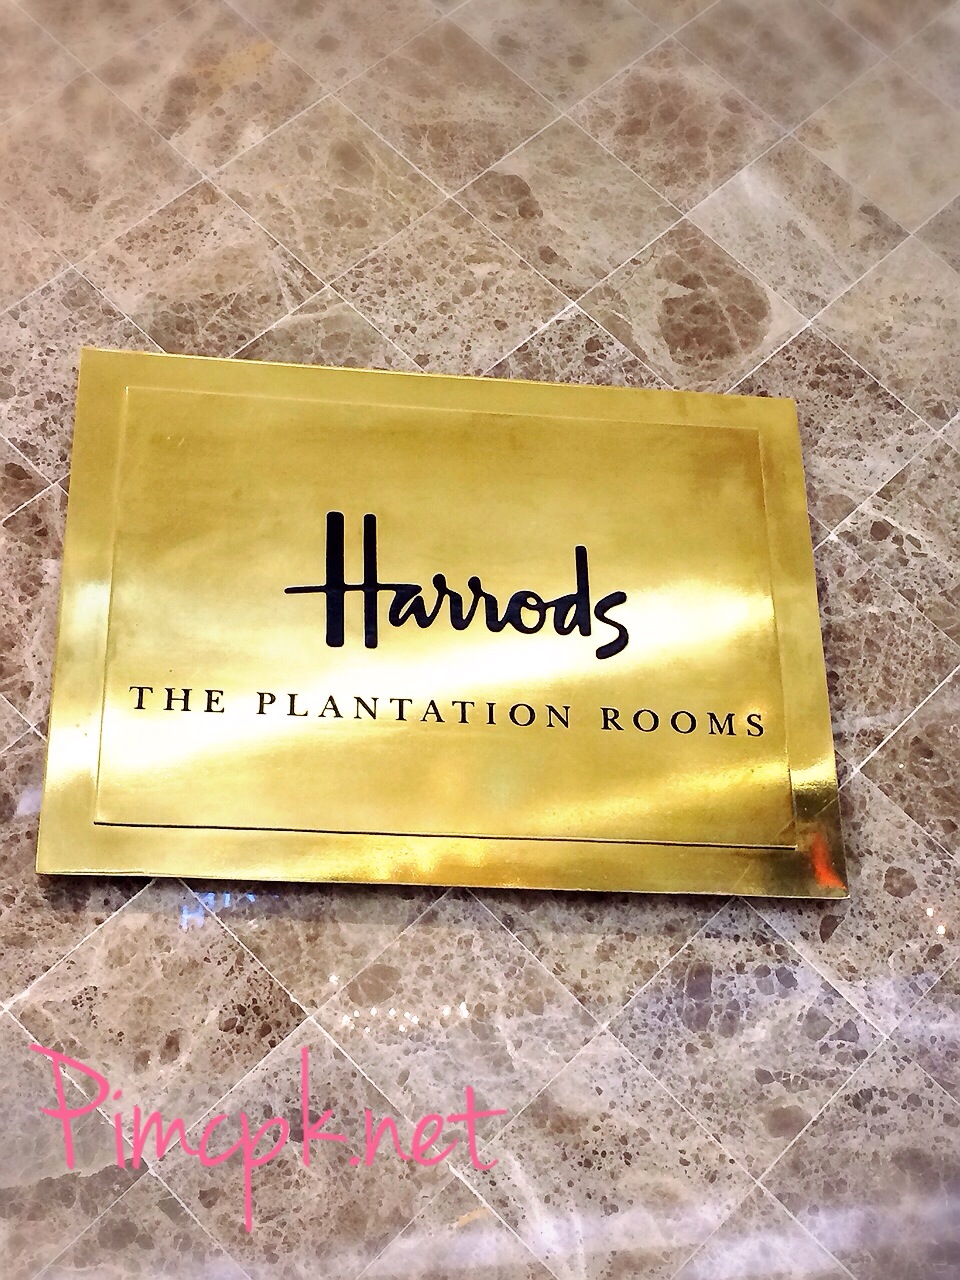 Harrods
THE PLANTATION ROOMS
Pimcpk.net